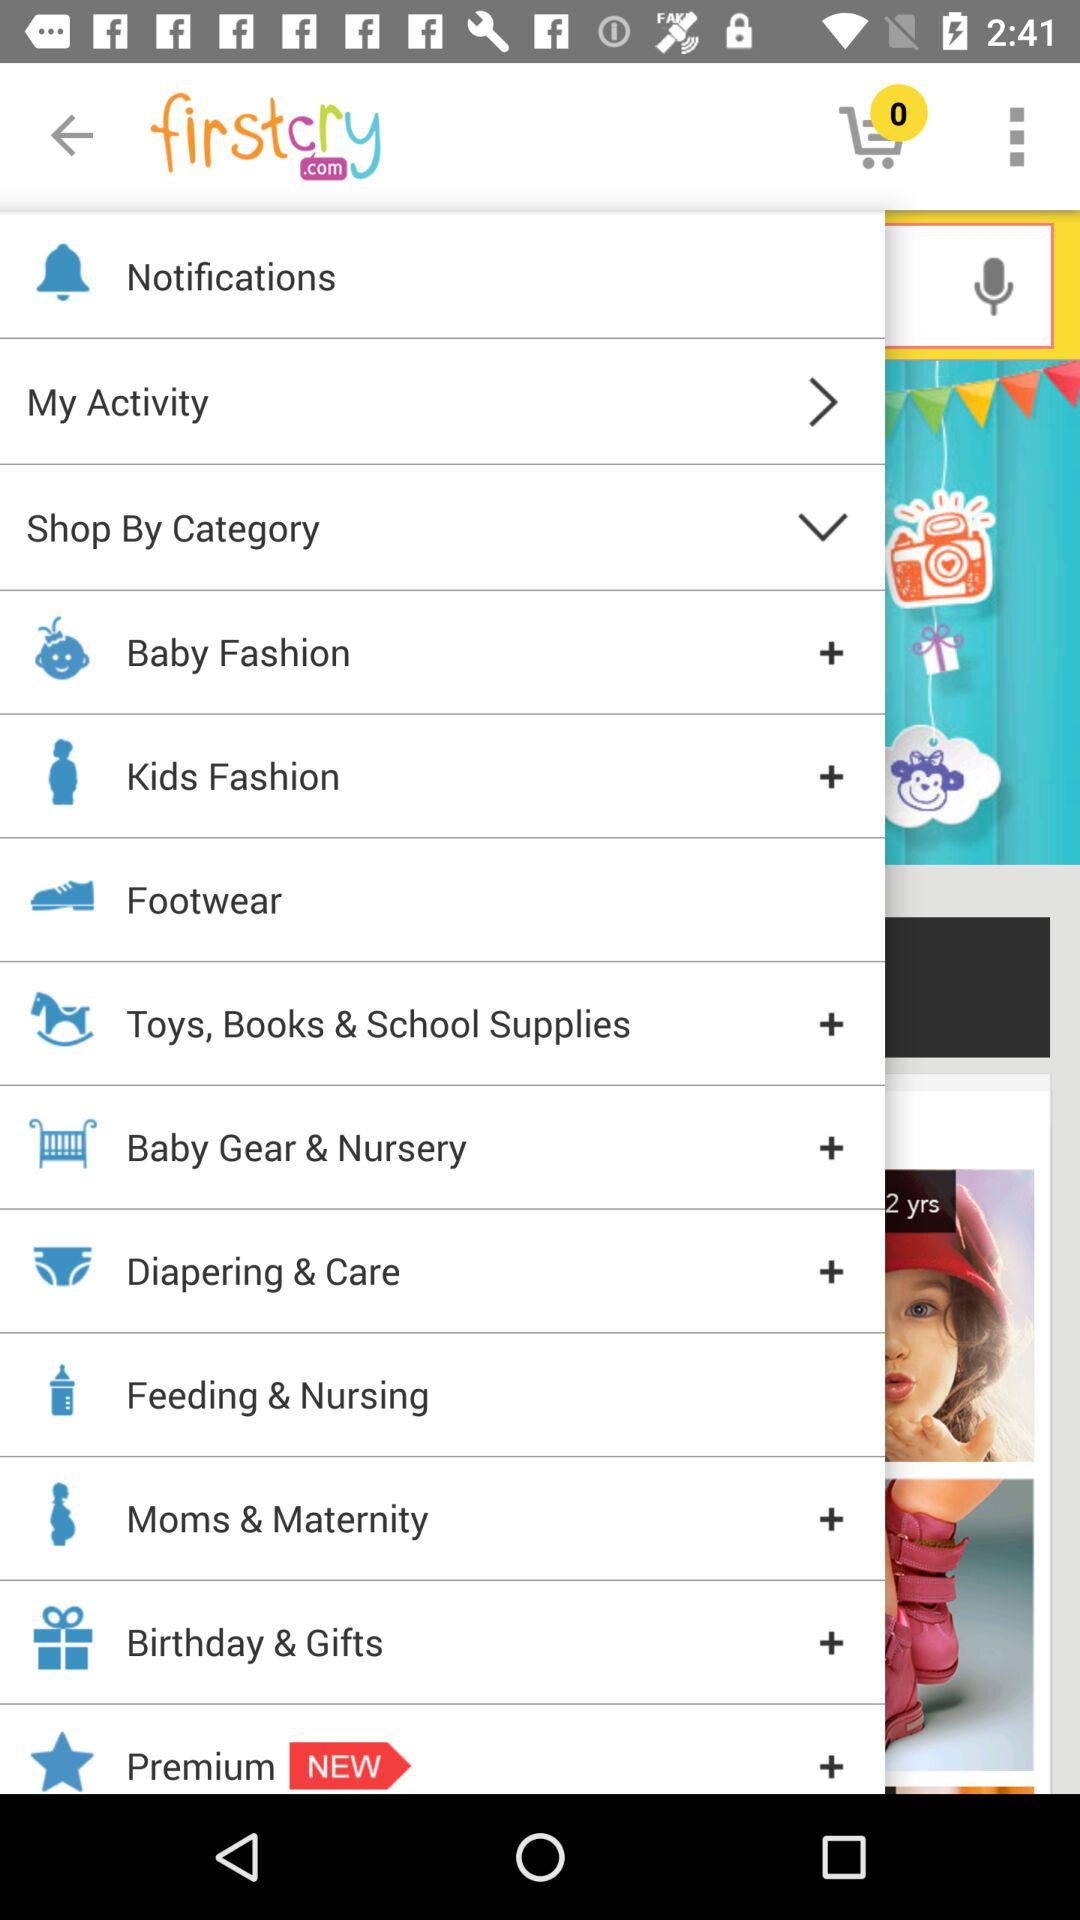 FAKE
2:41
firstcry
.com
0
Notifications
My Activity
Shop By Category
Baby Fashion
Kids Fashion
Footwear
Toys, Books & School Supplies
Baby Gear & Nursery
2 yrs
Diapering & Care
Feeding & Nursing
Moms & Maternity
Birthday & Gifts
Premium NEW